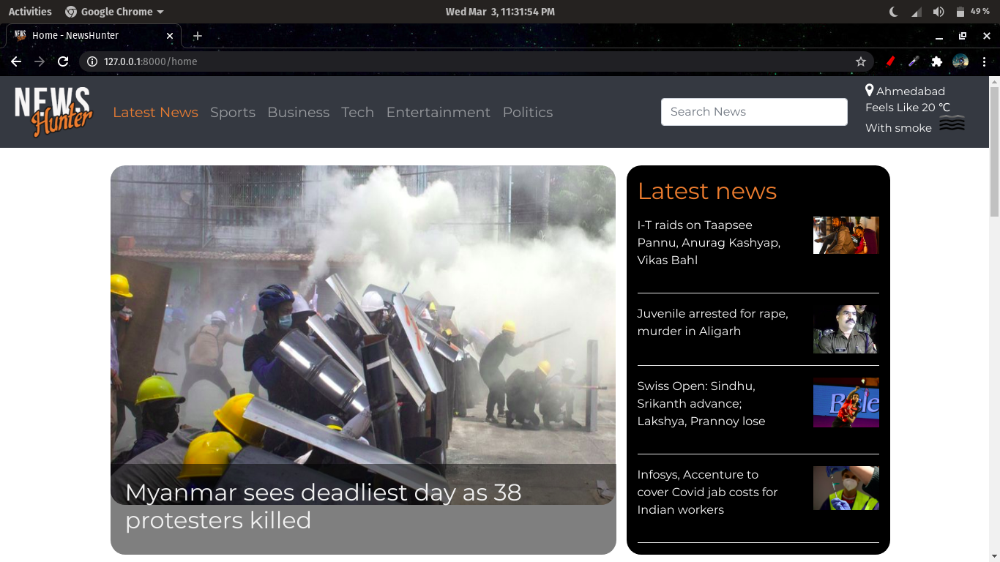 Activities Google Chrome Wed Mar 3, 11:31:54 PM 49 %
NEWS Home - NewsHunter
127.0.0.1:8000/home
NEWS
Hunter
Latest News Sports Business Tech Entertainment Politics
Search News
Ahmedabad
Feels Like 20 °C
With smoke
Myanmar sees deadliest day as 38
protesters killed
Latest news
I-T raids on Taapsee
Pannu, Anurag Kashyap,
Vikas Bahl
Juvenile arrested for rape,
murder in Aligarh
Swiss Open: Sindhu,
Srikanth advance;
Lakshya, Prannoy lose
Infosys, Accenture to
cover Covid jab costs for
Indian workers